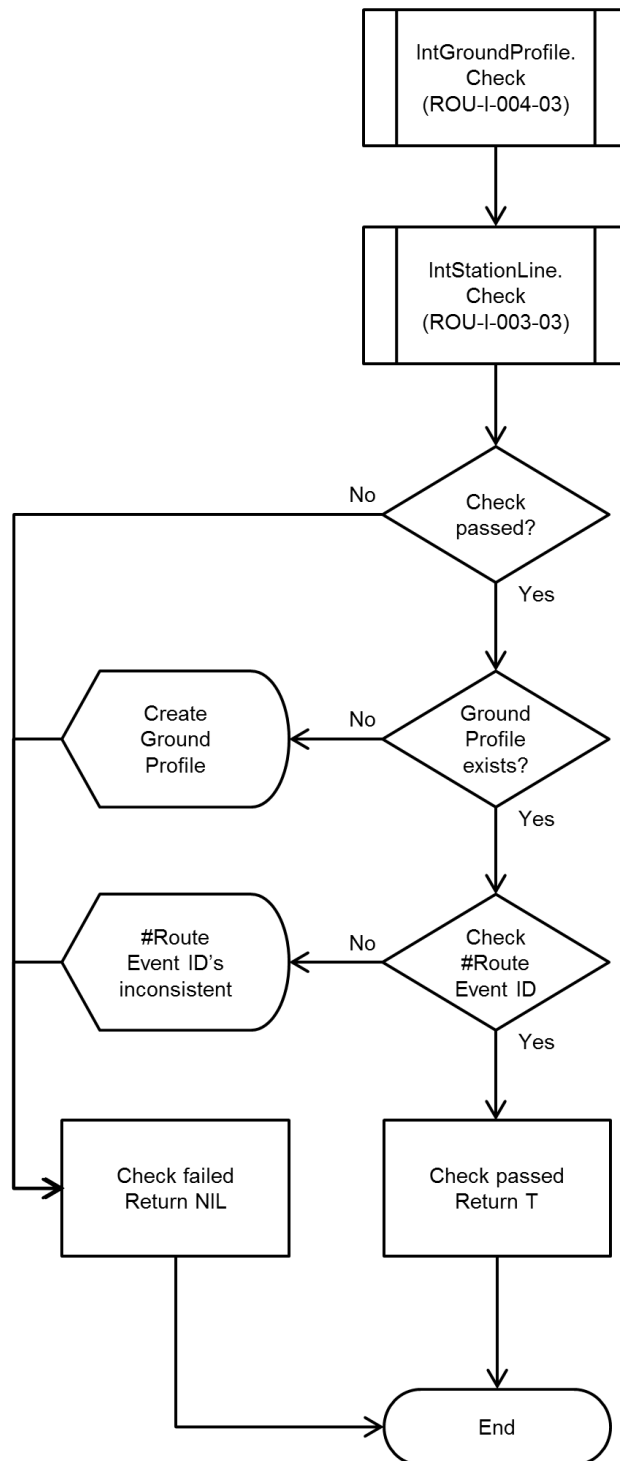 IntGroundProfile.
Check
(ROU-I-004-03)
IntStationLine.
Check
(ROU-I-003-03)
No
Check
passed?
Yes
Create
Ground
Profile
No
Ground
Profile
exists?
Yes
#Route
Event ID’s
inconsistent
No
Check
#Route
Event ID
Yes
Check failed
Return NIL
Check passed
Return T
End